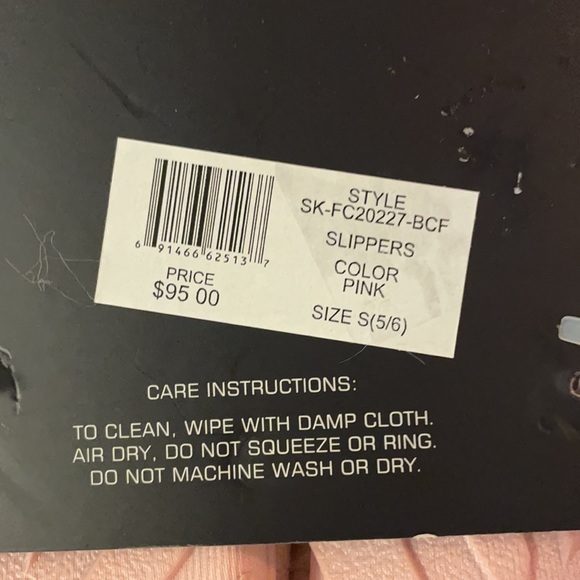 6 91466 62513 7
PRICE
$95 00
STYLE
SK-FC20227-BCF
SLIPPERS
COLOR
PINK
SIZE S(5/6)
CARE INSTRUCTIONS:
TO CLEAN, WIPE WITH DAMP CLOTH.
AIR DRY, DO NOT SQUEEZE OR RING.
DO NOT MACHINE WASH OR DRY.